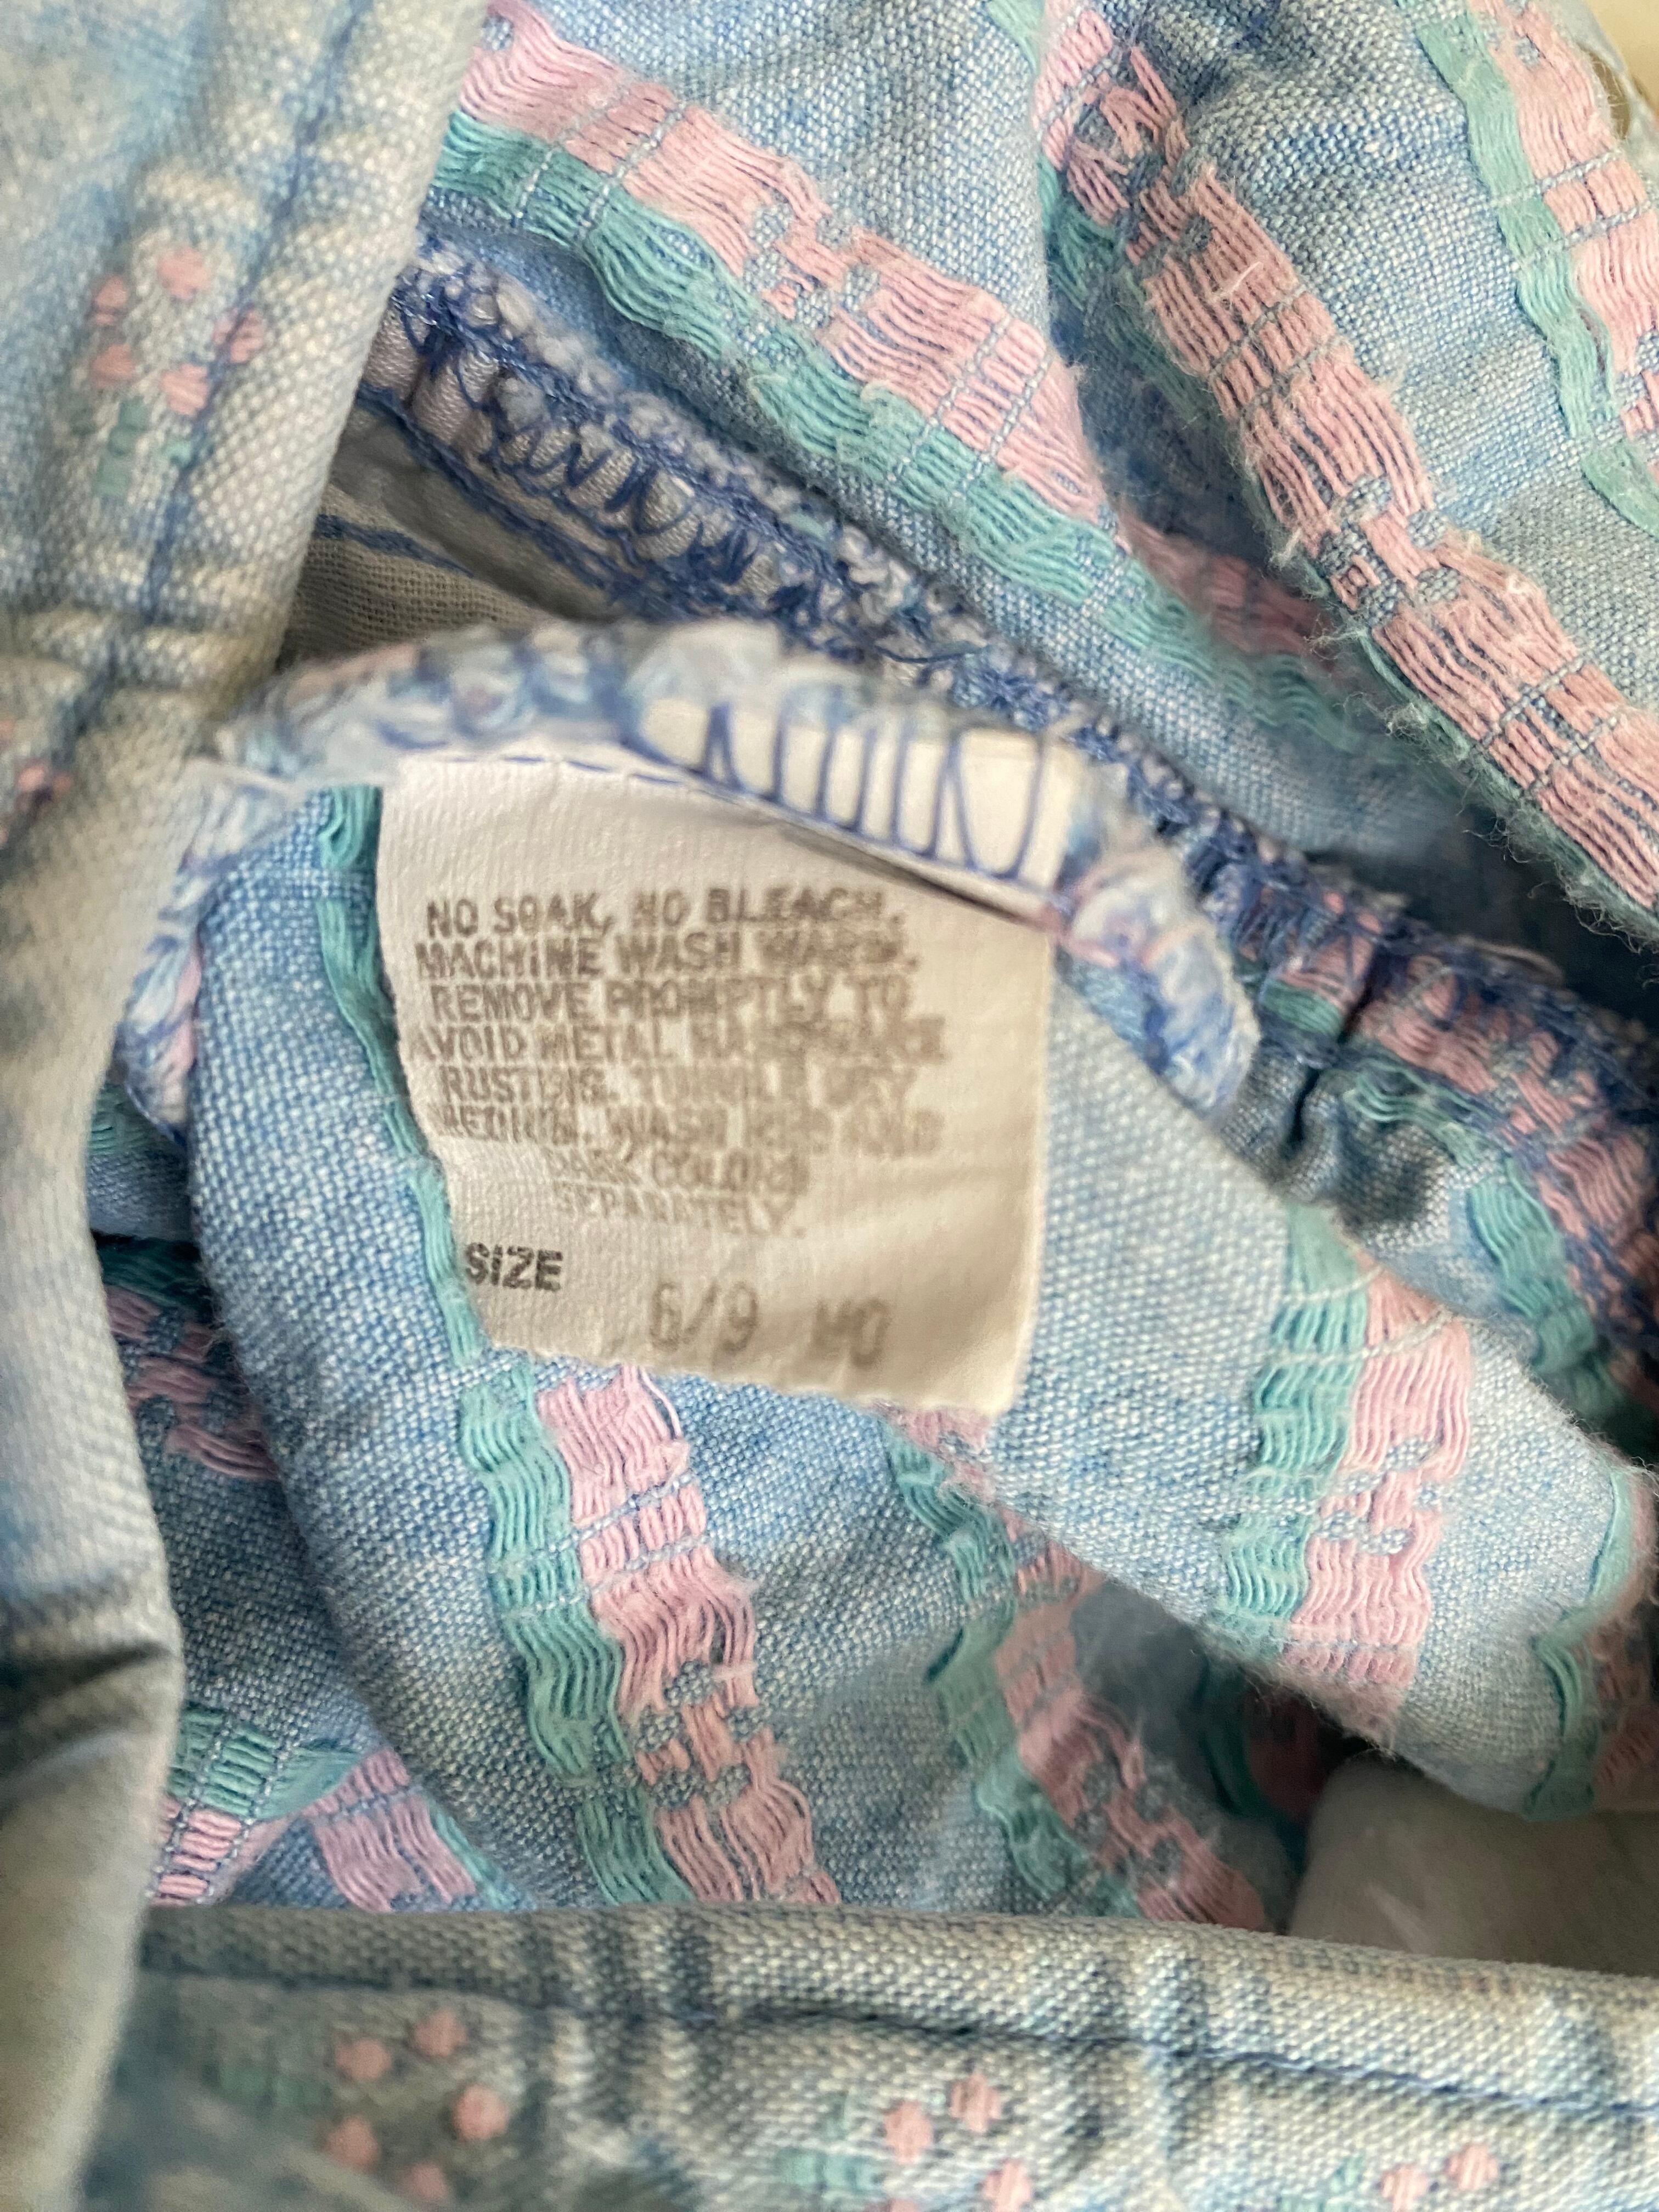 NO SOAK, NO BLEACH.
MACHINE WASH WARM.
REMOVE PROMPTLY TO
AVOID METAL HARDWARE
RUSTING. TUMBLE DRY
MEDIUM. WASH RED AND
DARK COLORS
SEPARATELY.
SIZE 6/9 MO